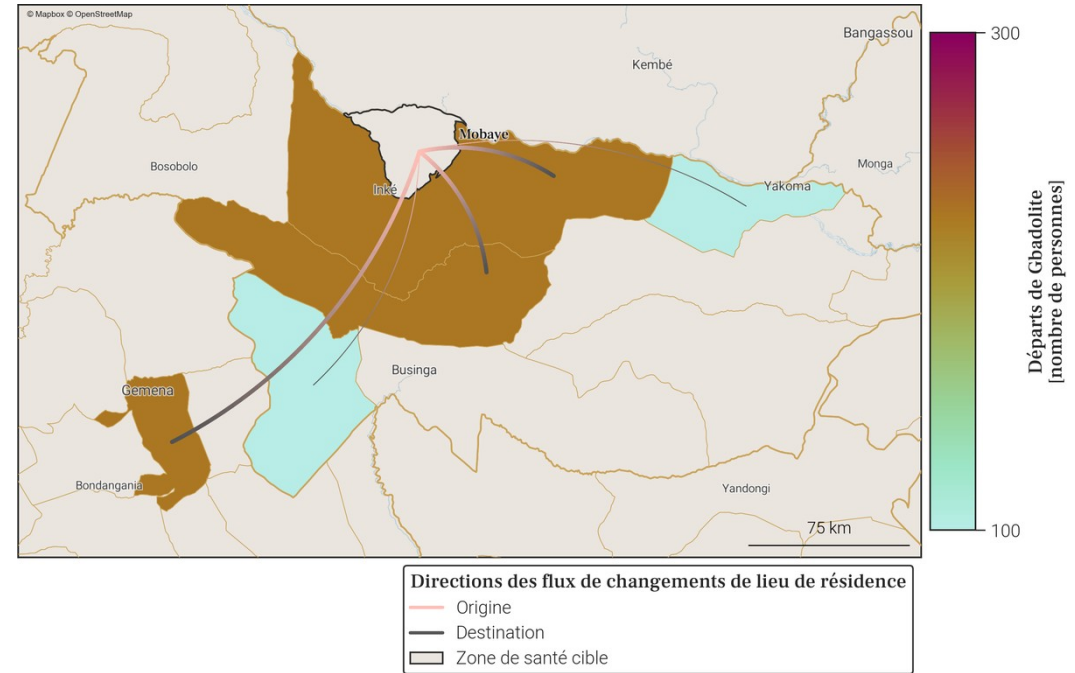 © Mapbox © OpenStreetMap
Bangassou
Kembé
Mobaye
Bosobolo
Monga
Yakoma
Inké
Businga
Gemena
Bondangania
Yandongi
75 km
300
100
Départs de Gbadolite
[nombre de personnes]
Directions des flux de changements de lieu de résidence
Origine
Destination
Zone de santé cible